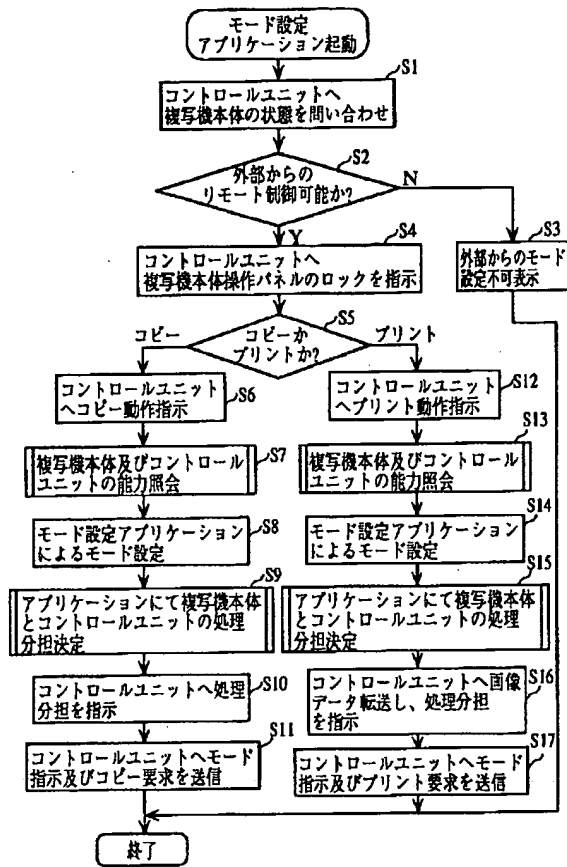 モード設定
アプリケーション起動
S1
コントロールユニットへ
複写機本体の状態を問い合わせ
S2
外部からの
リモート制御可能か?
N
Y
S3
外部からのモード
設定不可表示
S4
コントロールユニットへ
複写機本体操作パネルのロックを指示
S5
コピーか
プリントか?
コピー
プリント
S6
コントロールユニット
へコピー動作指示
S7
複写機本体及びコントロール
ユニットの能力照会
S8
モード設定アプリケーション
によるモード設定
S9
アプリケーションにて複写機本体
とコントロールユニットの処理
分担決定
S10
コントロールユニットへ処理
分担を指示
S11
コントロールユニットへモード
指示及びコピー要求を送信
S12
コントロールユニット
へプリント動作指示
S13
複写機本体及びコントロール
ユニットの能力照会
S14
モード設定アプリケーション
によるモード設定
S15
アプリケーションにて複写機本体
とコントロールユニットの処理
分担決定
S16
コントロールユニットへ画像
データ転送し、処理分担
を指示
S17
コントロールユニットへモード
指示及びプリント要求を送信
終了